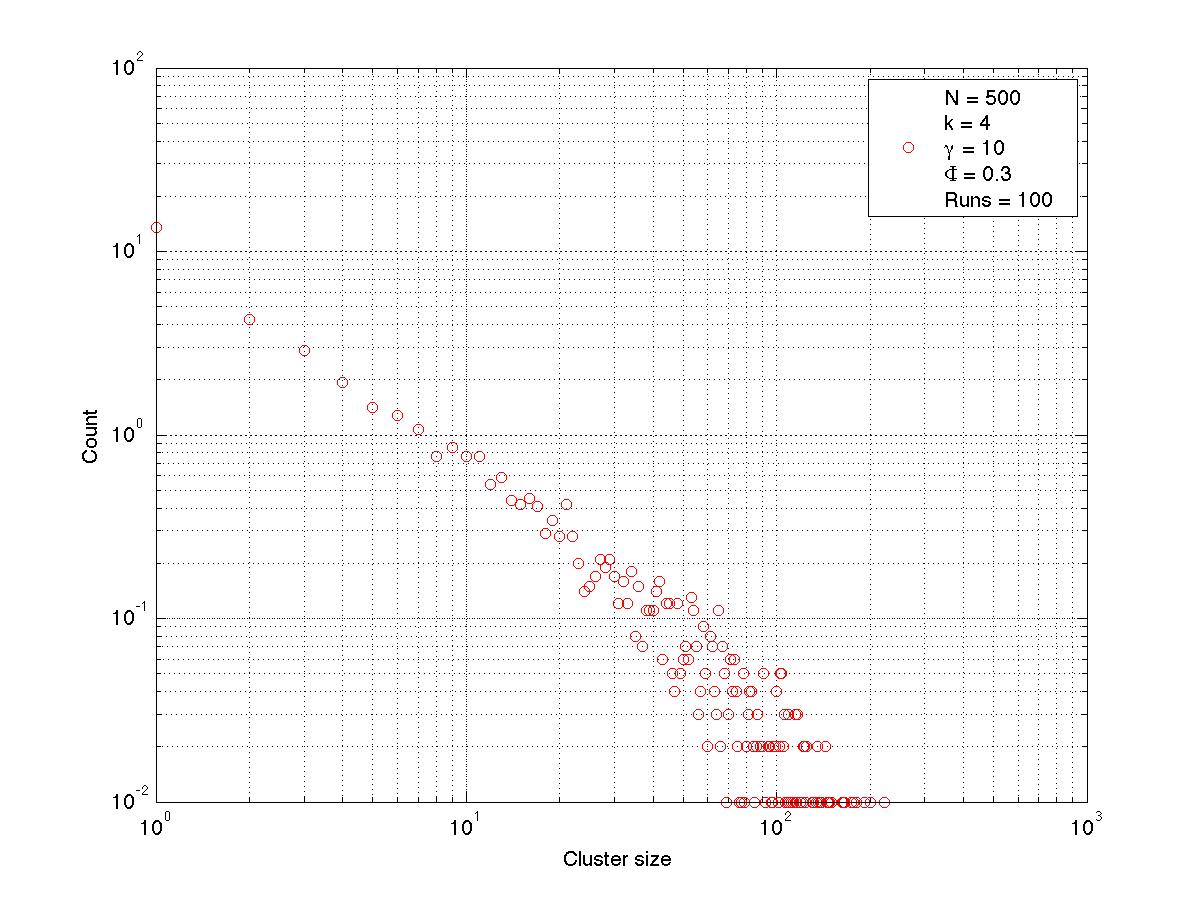 10^2
10^1
10^0
10^-1
10^-2
Count
N = 500
k = 4
γ = 10
Φ = 0.3
Runs = 100
10^0 10^1 10^2 10^3
Cluster size